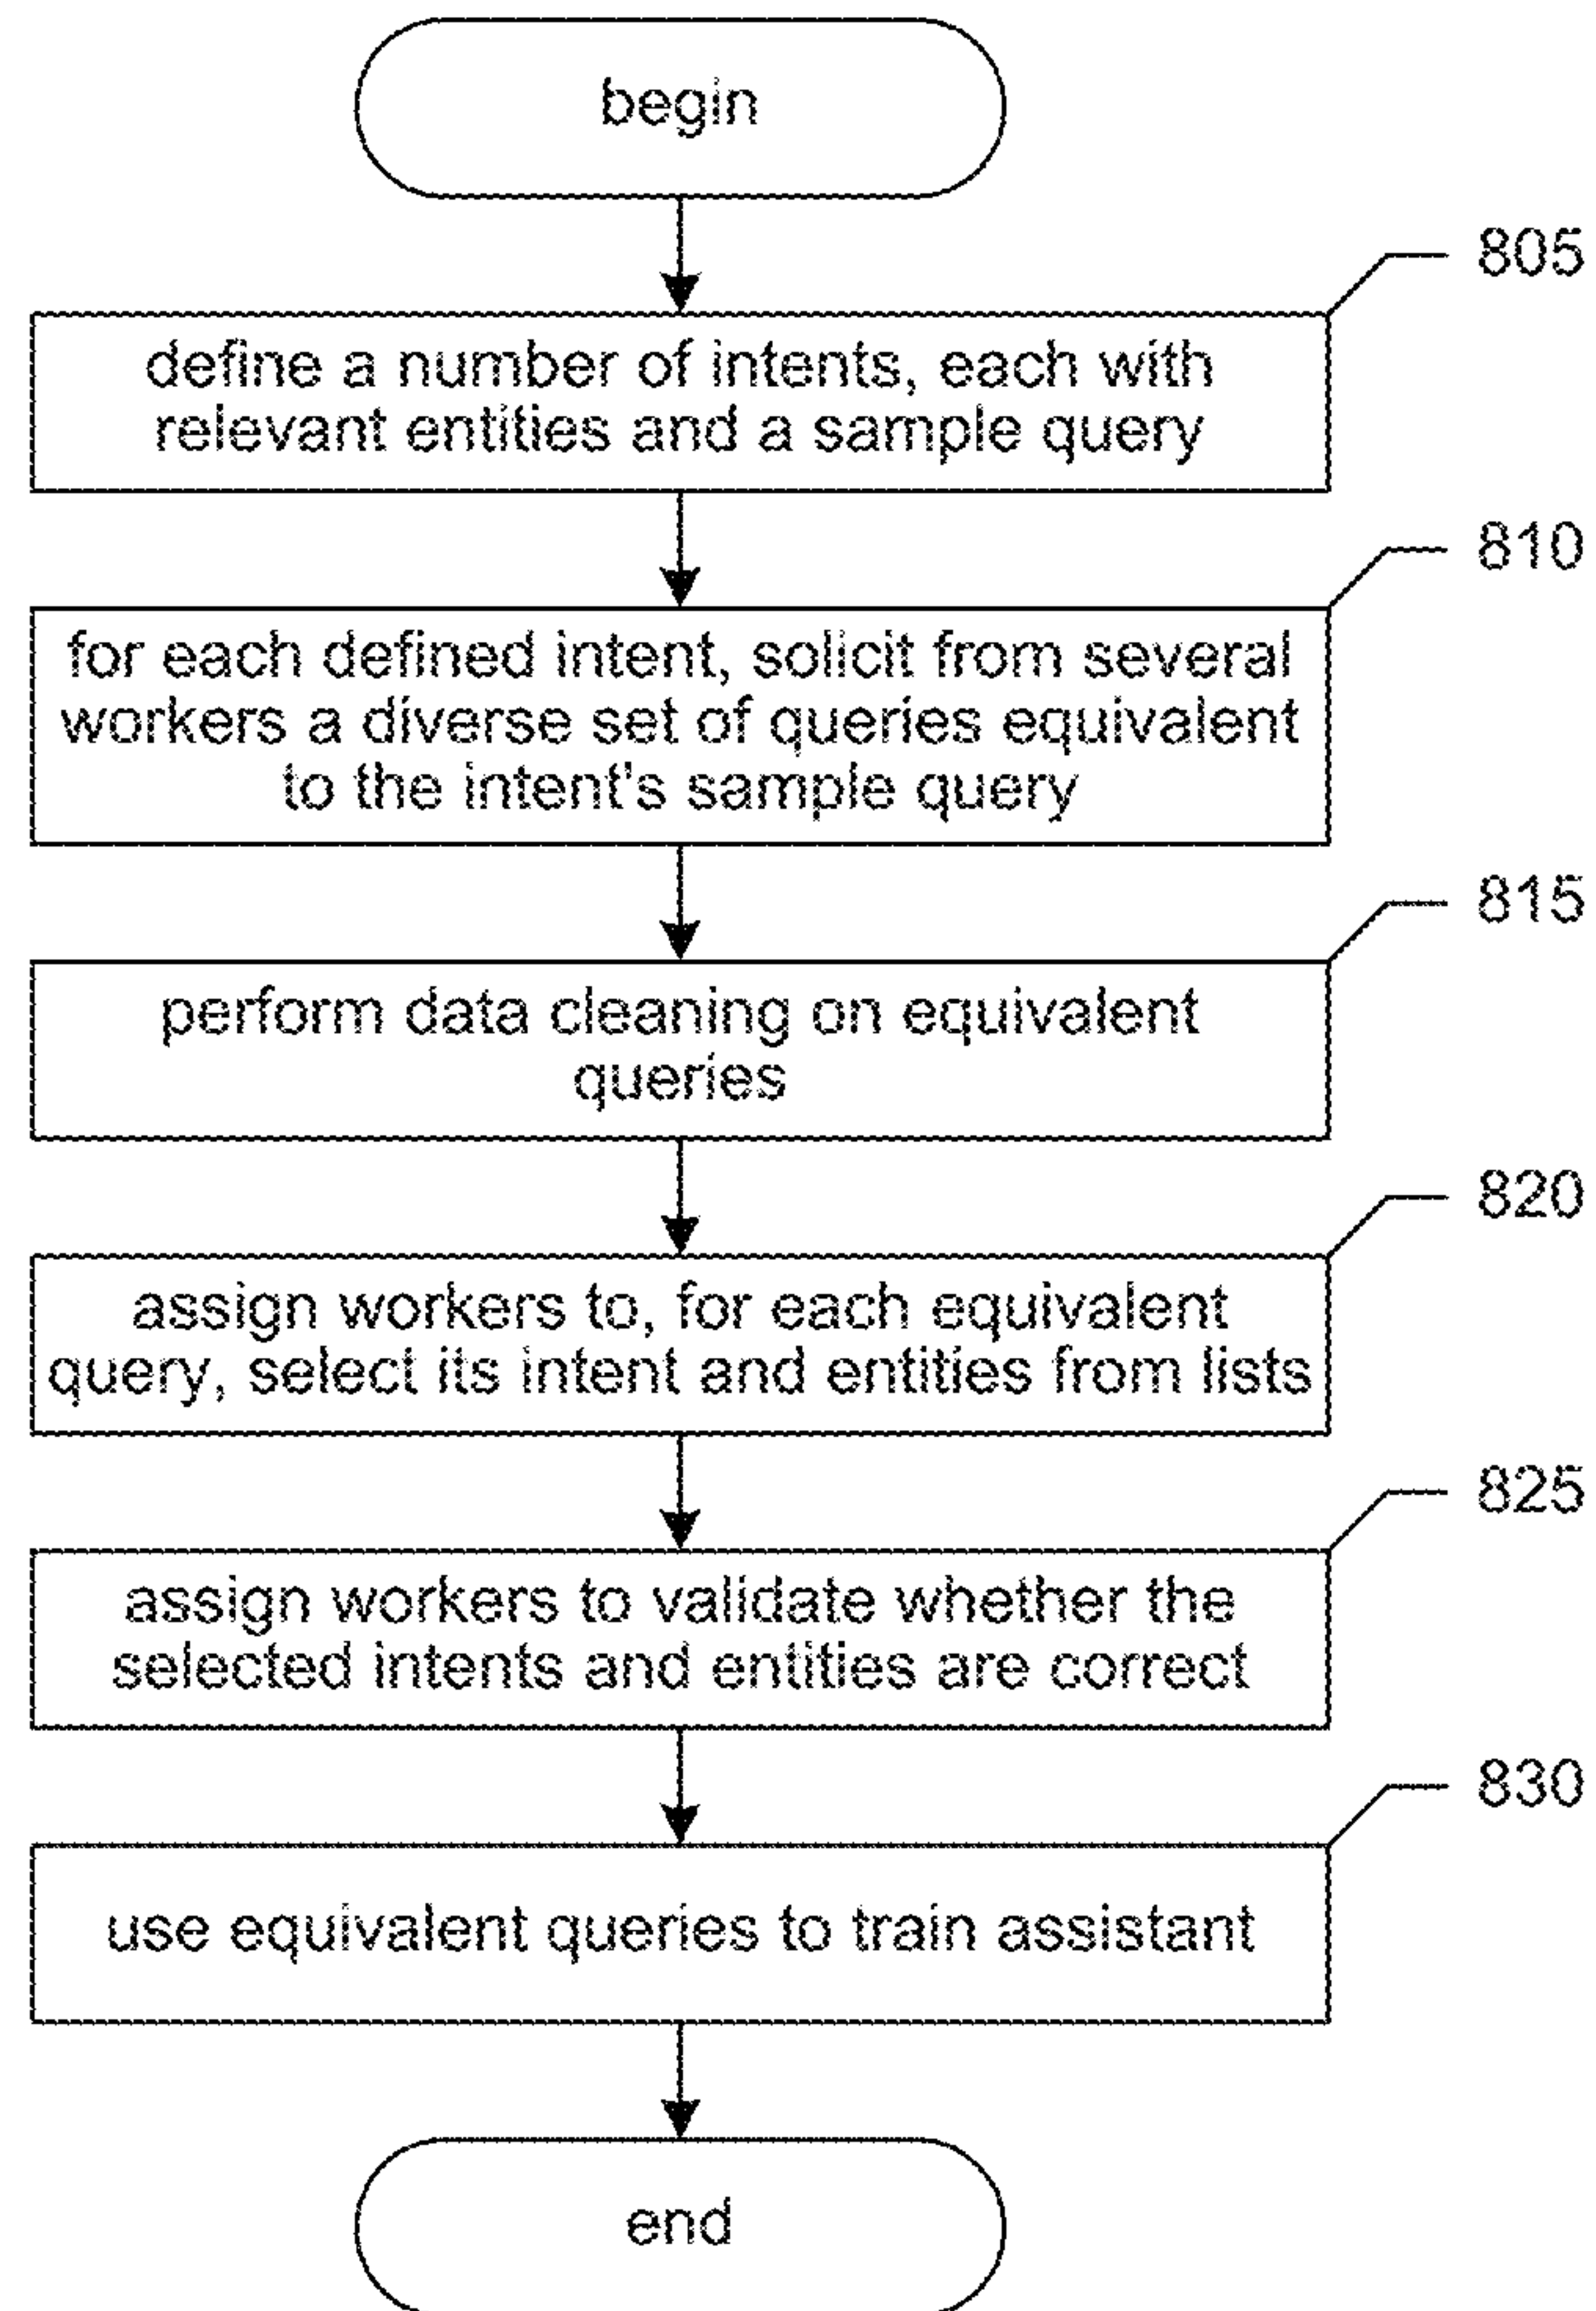 begin
805
define a number of intents, each with
relevant entities and a sample query
810
for each defined intent, solicit from several
workers a diverse set of queries equivalent
to the intent's sample query
815
perform data cleaning on equivalent
queries
820
assign workers to, for each equivalent
query, select its intent and entities from lists
825
assign workers to validate whether the
selected intents and entities are correct
830
use equivalent queries to train assistant
end